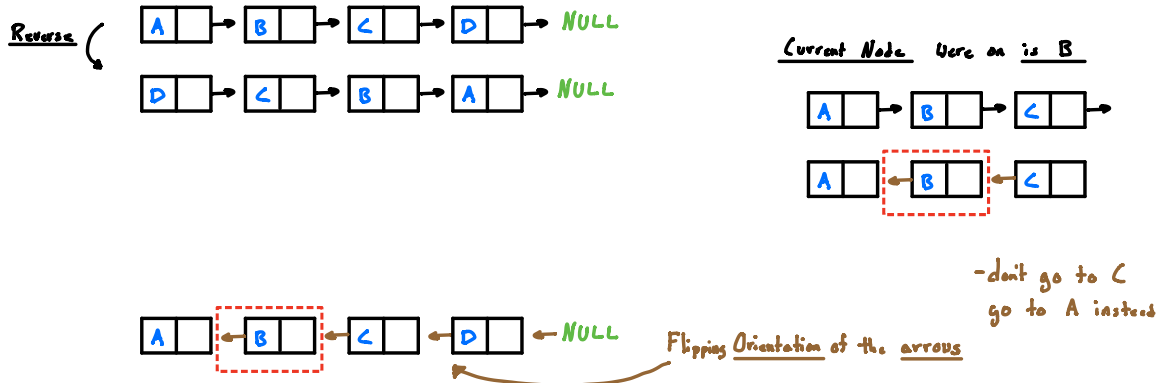 Reverse
A B C D NULL
D C B A NULL
Current Node Were on is B
A B C
A B C
-don't go to C
go to A instead
A B C D NULL
Flipping Orientation of the arrows